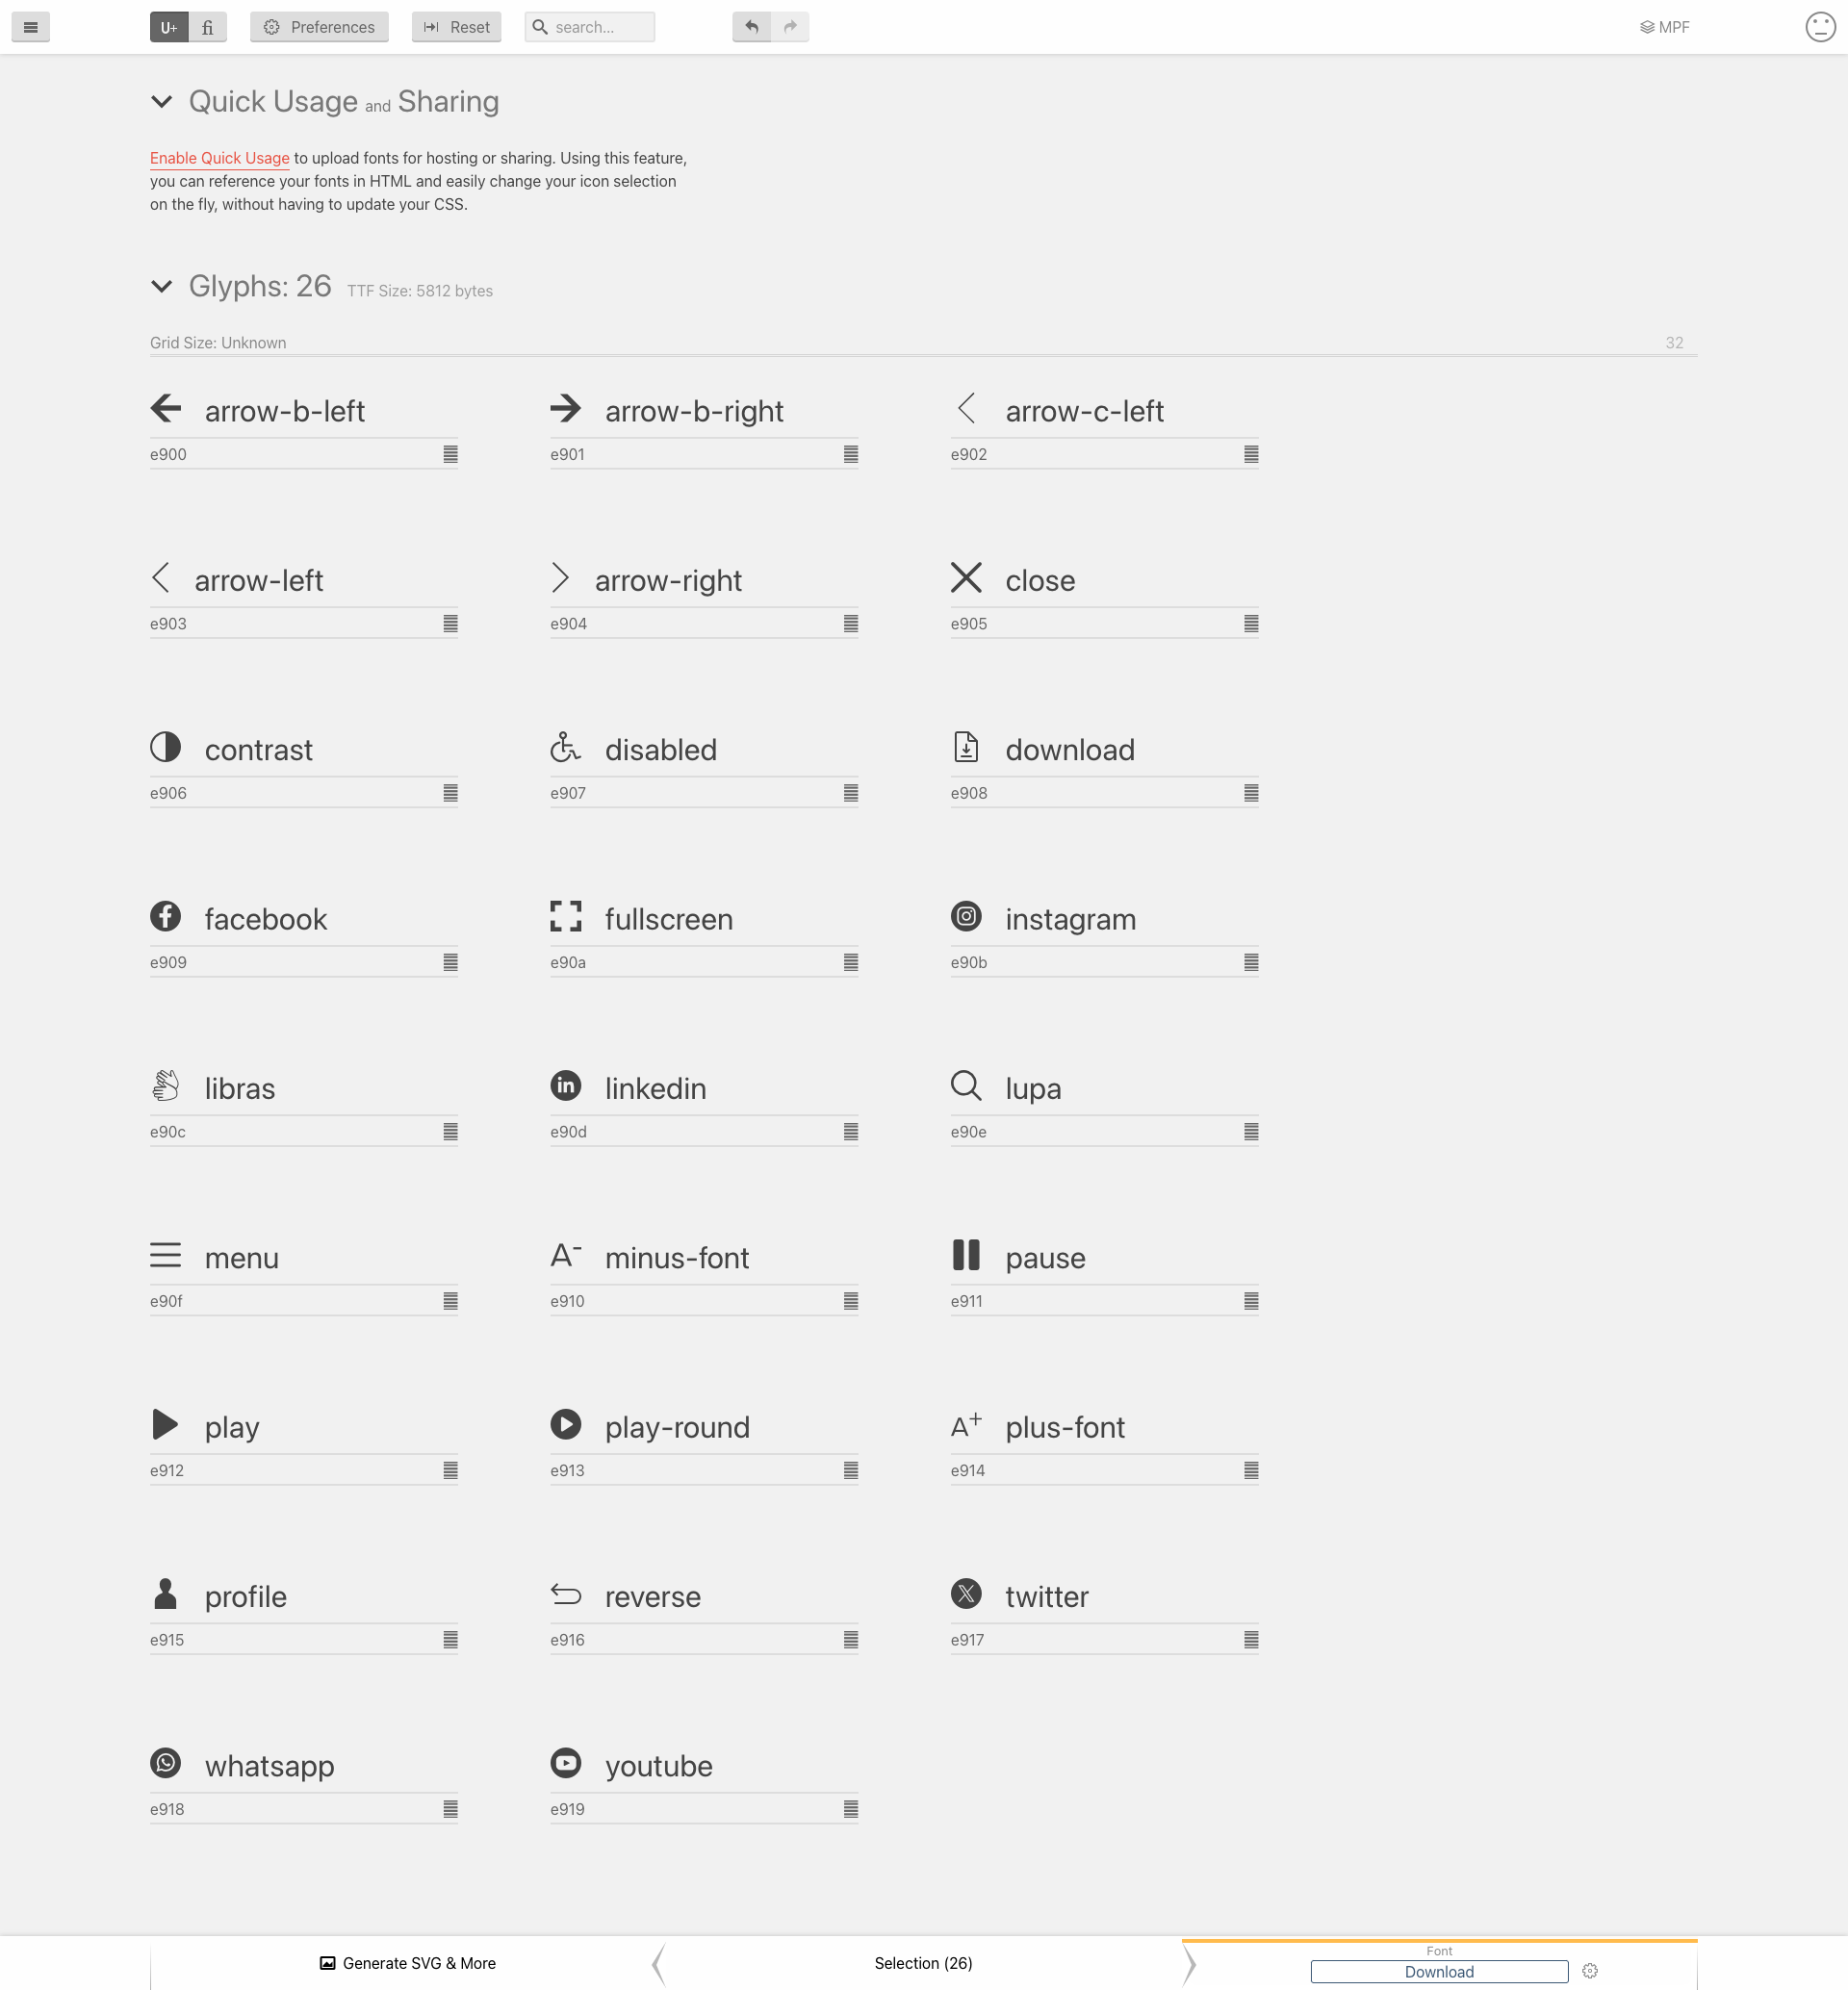 U+ fi Preferences Reset search... MPF
Quick Usage and Sharing
Enable Quick Usage to upload fonts for hosting or sharing. Using this feature,
you can reference your fonts in HTML and easily change your icon selection
on the fly, without having to update your CSS.
Glyphs: 26 TTF Size: 5812 bytes
Grid Size: Unknown 32
arrow-b-left arrow-b-right arrow-c-left
e900 e901 e902
arrow-left arrow-right close
e903 e904 e905
contrast disabled download
e906 e907 e908
facebook fullscreen instagram
e909 e90a e90b
libras in linkedin lupa
e90c e90d e90e
menu A- minus-font pause
e90f e910 e911
play play-round A+ plus-font
e912 e913 e914
profile reverse X twitter
e915 e916 e917
whatsapp youtube
e918 e919
Generate SVG & More Selection (26) Font
Download